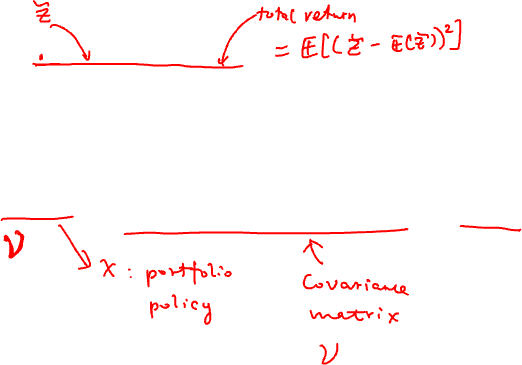 z̃ total return
= 𝔼[(z̃ - 𝔼(z̃))²]
ν
x : portfolio
policy
Covariance
matrix
ν